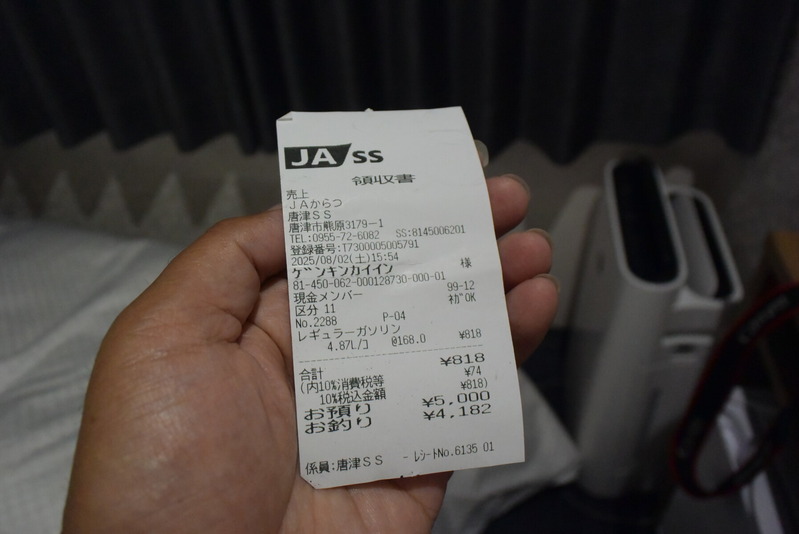 JA SS
領収書
売上
JAからつ
唐津SS
唐津市熊原3179-1
TEL:0955-72-6082 SS:8145006201
登録番号:T7300005005791
2025/08/02(土)15:54
ゲンキンカイイン 様
81-450-062-000128730-000-01
現金メンバー 99-12
区分 11 ネガOK
No.2288 P-04
レギュラーガソリン
4.87L/コ @168.0 ¥818
合計 ¥818
(内10%消費税等 ¥74
10%税込金額 ¥818)
お預り ¥5,000
お釣り ¥4,182
係員:唐津SS - レシートNo.6135 01